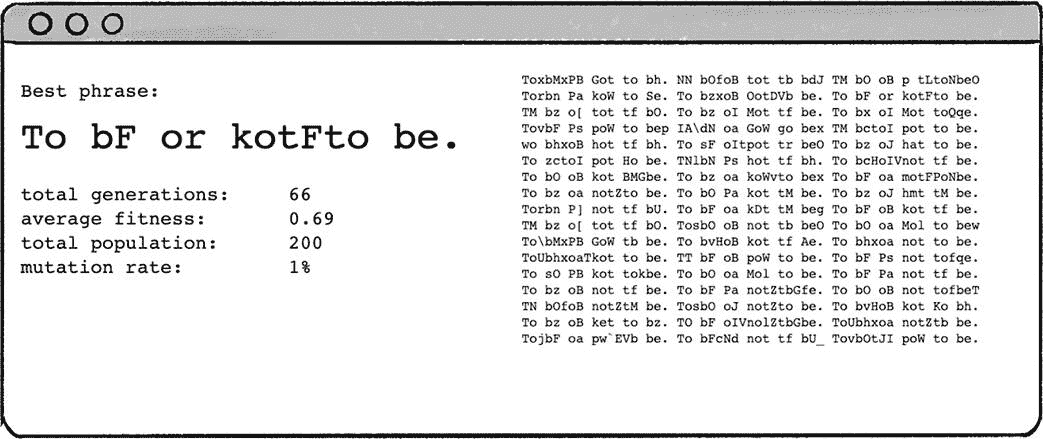 Best phrase:
To bF or kotFto be.
total generations: 66
average fitness: 0.69
total population: 200
mutation rate: 1%
ToxbMxPB Got to bh. NN bOfoB tot tb bdJ TM bO oB p tLtoNbeO
Torbn Pa koW to Se. To bzxoB OotDVb be. To bF or kotFto be.
TM bz o[ tot tf bO. To bz oI Mot tf be. To bx oI Mot toQqe.
TovbF Ps poW to bep IA\dN oa GoW go bex TM bctoI pot to be.
wo bhxoB hot tf bh. To sF oItpot tr beO To bz oJ hat to be.
To zctoI pot Ho be. TNlbN Ps hot tf bh. To bcHoIVnot tf be.
To bO oB kot BMGbe. To bz oa koWvto bex To bF oa motFPoNbe.
To bz oa notZto be. To bO Pa kot tM be. To bz oJ hmt tM be.
Torbn P] not tf bU. To bF oa kDt tM beg To bF oB kot tf be.
TM bz o[ tot tf bO. TosbO oB not tb beO To bO oa Mol to bew
To\bMxPB GoW tb be. To bvHoB kot tf Ae. To bhxoa not to be.
ToUbhxoaTkot to be. TT bF oB poW to be. To bF Ps not tofqe.
To sO PB kot tokbe. To bO oa Mol to be. To bF Pa not tf be.
To bz oB not tf be. To bF Pa notZtbGfe. To bO oB not tofbeT
TN bOfoB notZtM be. TosbO oJ notZto be. To bvHoB kot Ko bh.
To bz oB ket to bz. TO bF oIVnolZtbGbe. ToUbhxoa notZtb be.
TojbF oa pw`EVb be. To bFcNd not tf bU_ TovbOtJI poW to be.